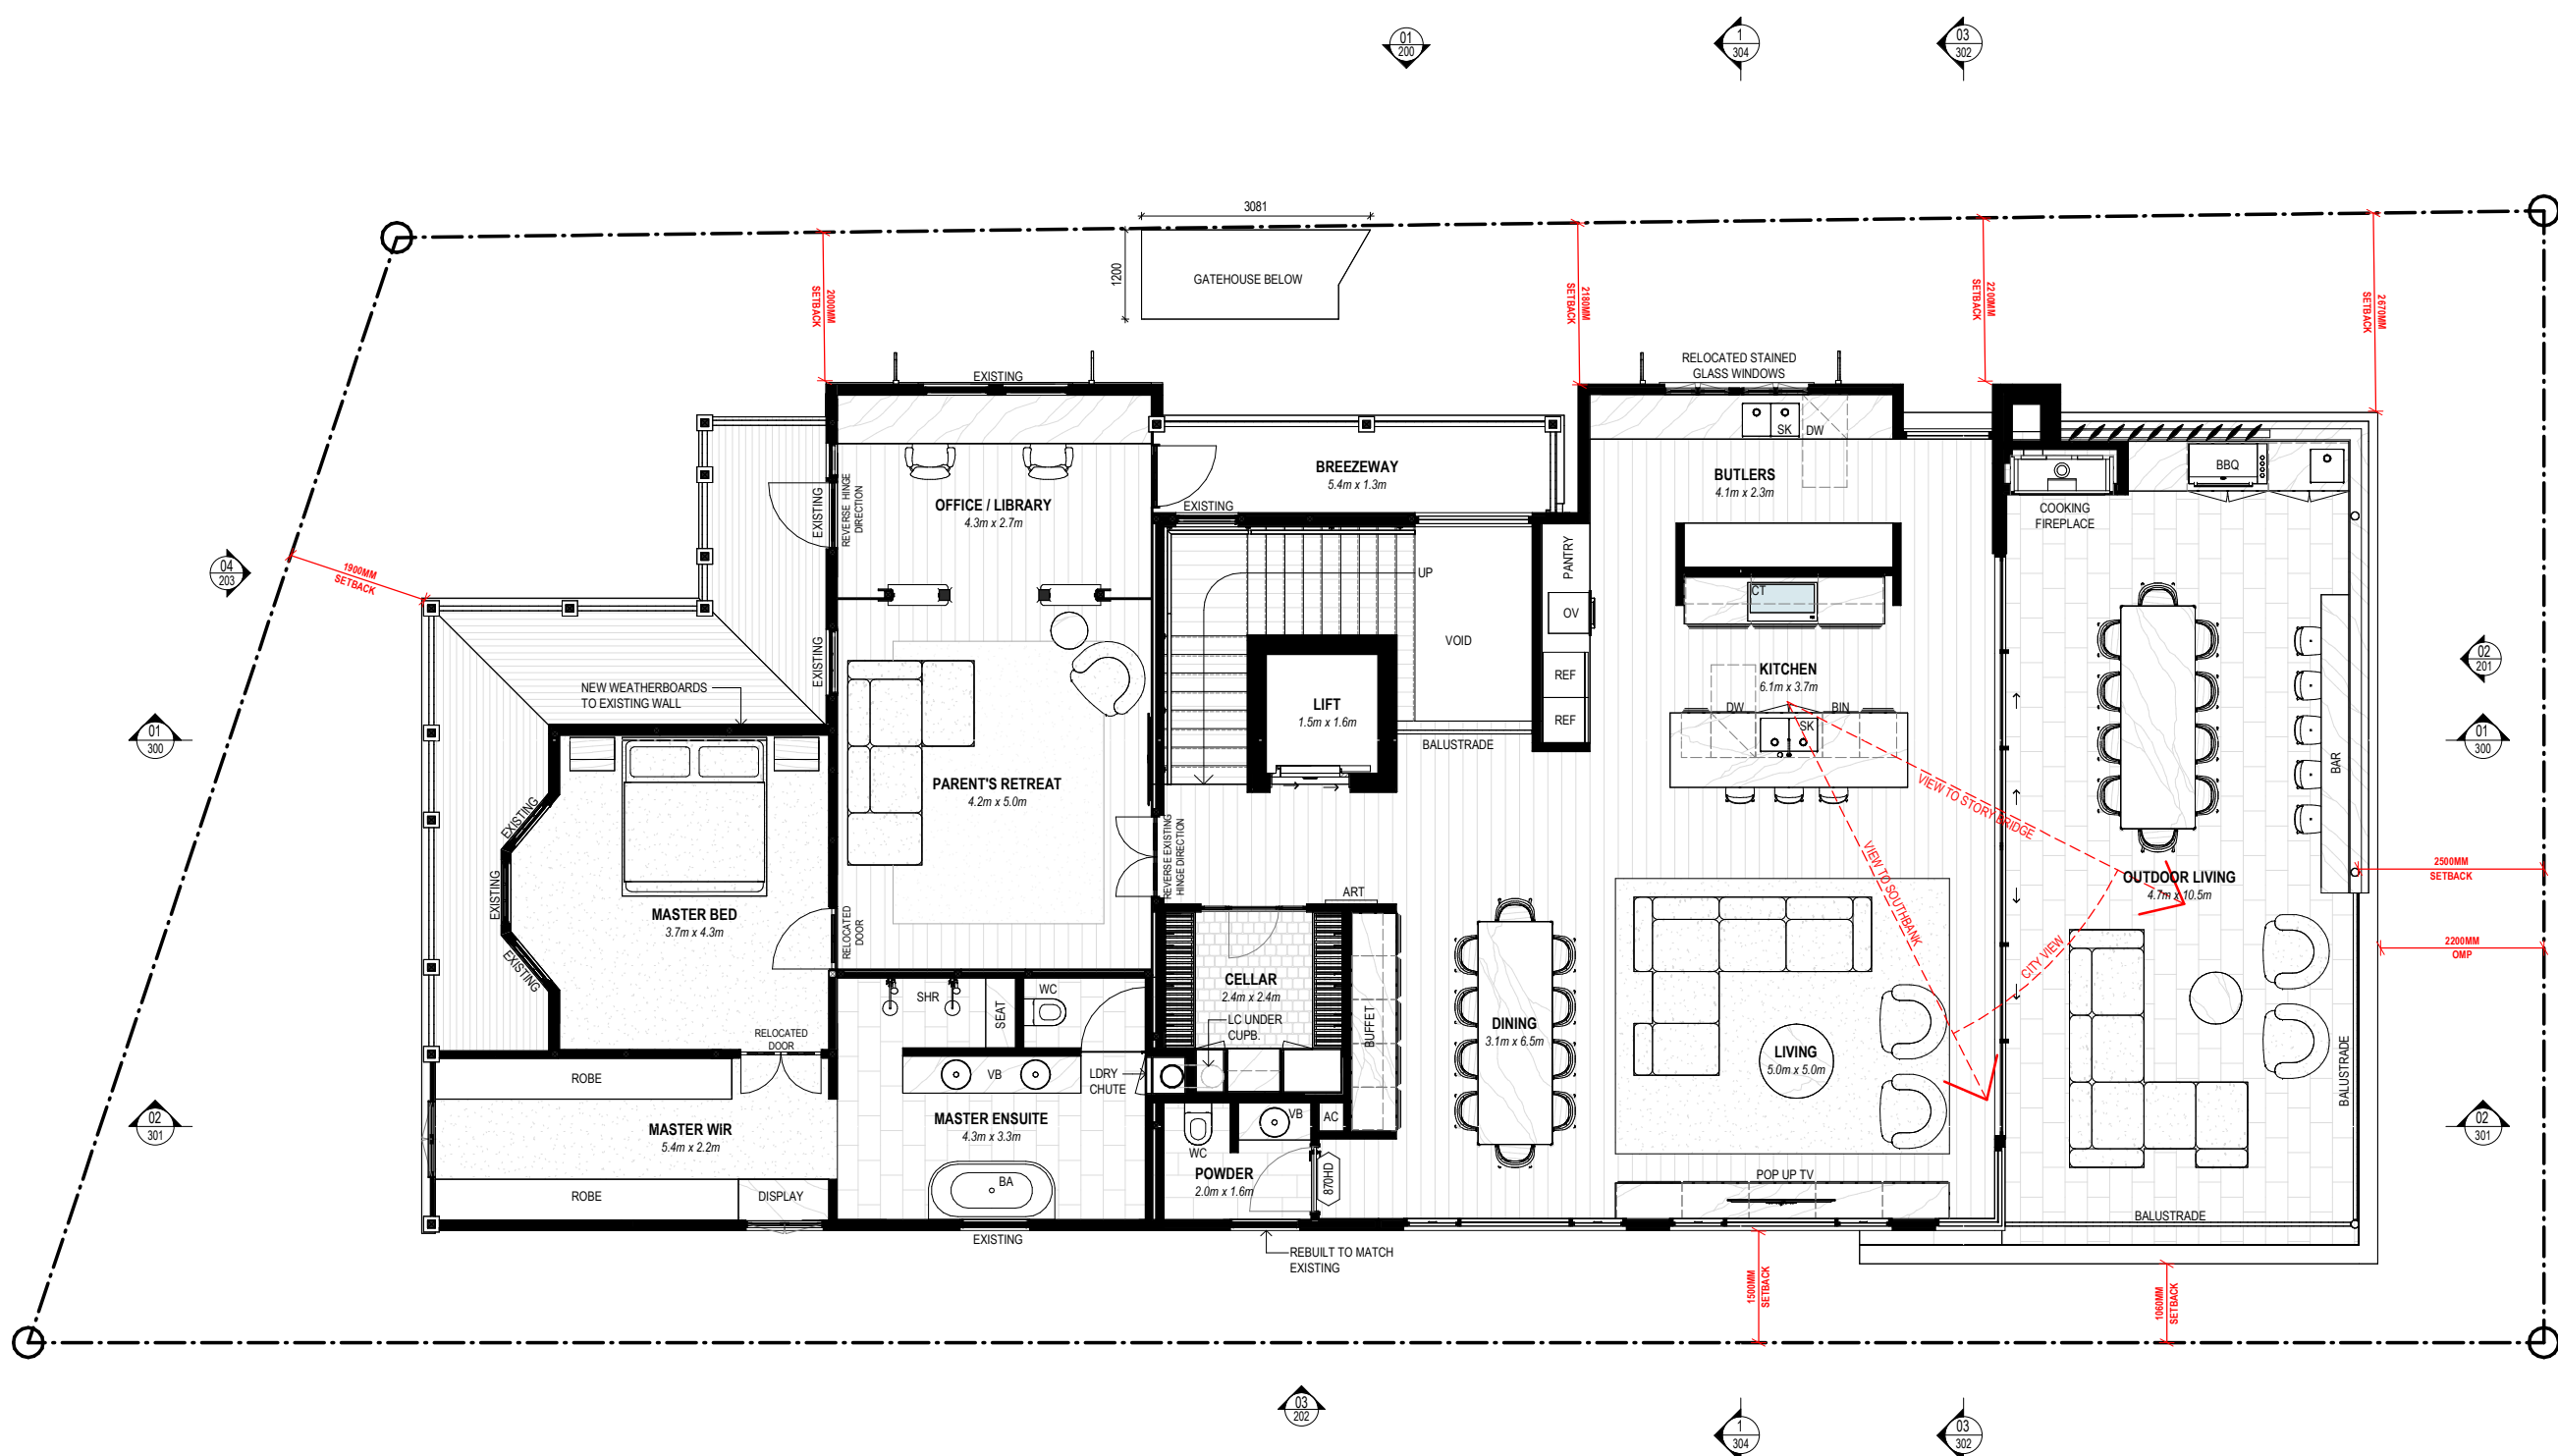 01
200
1
304
03
302
3081
1200
GATEHOUSE BELOW
2000MM
SETBACK
2180MM
SETBACK
2200MM
SETBACK
2670MM
SETBACK
EXISTING
RELOCATED STAINED
GLASS WINDOWS
SK
DW
BREEZEWAY
5.4m x 1.3m
BUTLERS
4.1m x 2.3m
BBQ
COOKING
FIREPLACE
EXISTING
REVERSE HINGE
DIRECTION
OFFICE / LIBRARY
4.3m x 2.7m
EXISTING
04
203
1900MM
SETBACK
UP
PANTRY
OV
CT
VOID
REF
REF
EXISTING
KITCHEN
6.1m x 3.7m
02
201
NEW WEATHERBOARDS
TO EXISTING WALL
LIFT
1.5m x 1.6m
DW
BIN
SK
01
300
01
300
BALUSTRADE
BAR
PARENT'S RETREAT
4.2m x 5.0m
VIEW TO STORY BRIDGE
VIEW TO SOUTHBANK
CITY VIEW
EXISTING
EXISTING
EXISTING
REVERSE EXISTING
HINGE DIRECTION
ART
OUTDOOR LIVING
4.7m x 10.5m
2500MM
SETBACK
MASTER BED
3.7m x 4.3m
RELOCATED
DOOR
2200MM
OMP
CELLAR
2.4m x 2.4m
SHR
SEAT
WC
LC UNDER
CUPB.
BUFFET
DINING
3.1m x 6.5m
RELOCATED
DOOR
LIVING
5.0m x 5.0m
BALUSTRADE
ROBE
VB
LDRY
CHUTE
02
301
MASTER WiR
5.4m x 2.2m
MASTER ENSUITE
4.3m x 3.3m
VB
AC
WC
02
301
POWDER
2.0m x 1.6m
870HD
POP UP TV
ROBE
DISPLAY
BA
BALUSTRADE
EXISTING
REBUILT TO MATCH
EXISTING
1500MM
SETBACK
1060MM
SETBACK
03
202
1
304
03
302